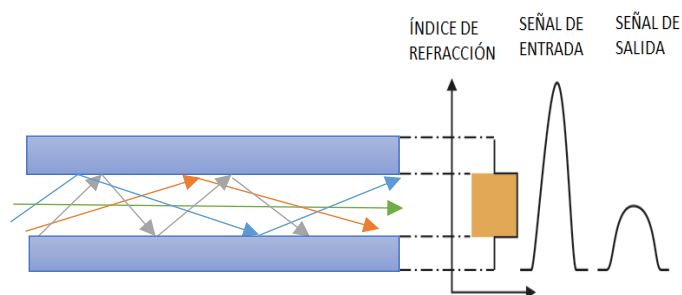 ÍNDICE DE
REFRACCIÓN
SEÑAL DE
ENTRADA
SEÑAL DE
SALIDA